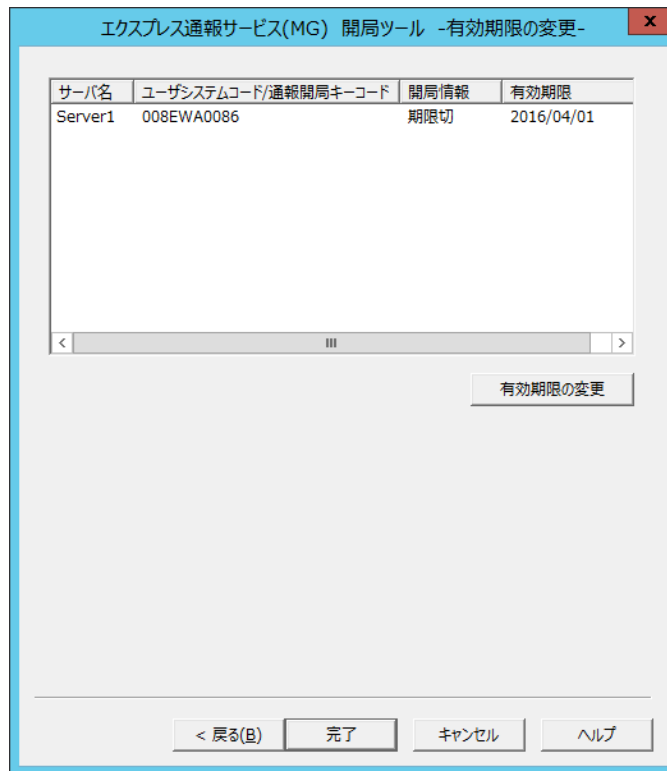 エクスプレス通報サービス(MG) 開局ツール -有効期限の変更-
x
サーバ名 ユーザシステムコード/通報開局キーコード 開局情報 有効期限
Server1 008EWA0086 期限切 2016/04/01
有効期限の変更
< 戻る(B) 完了 キャンセル ヘルプ